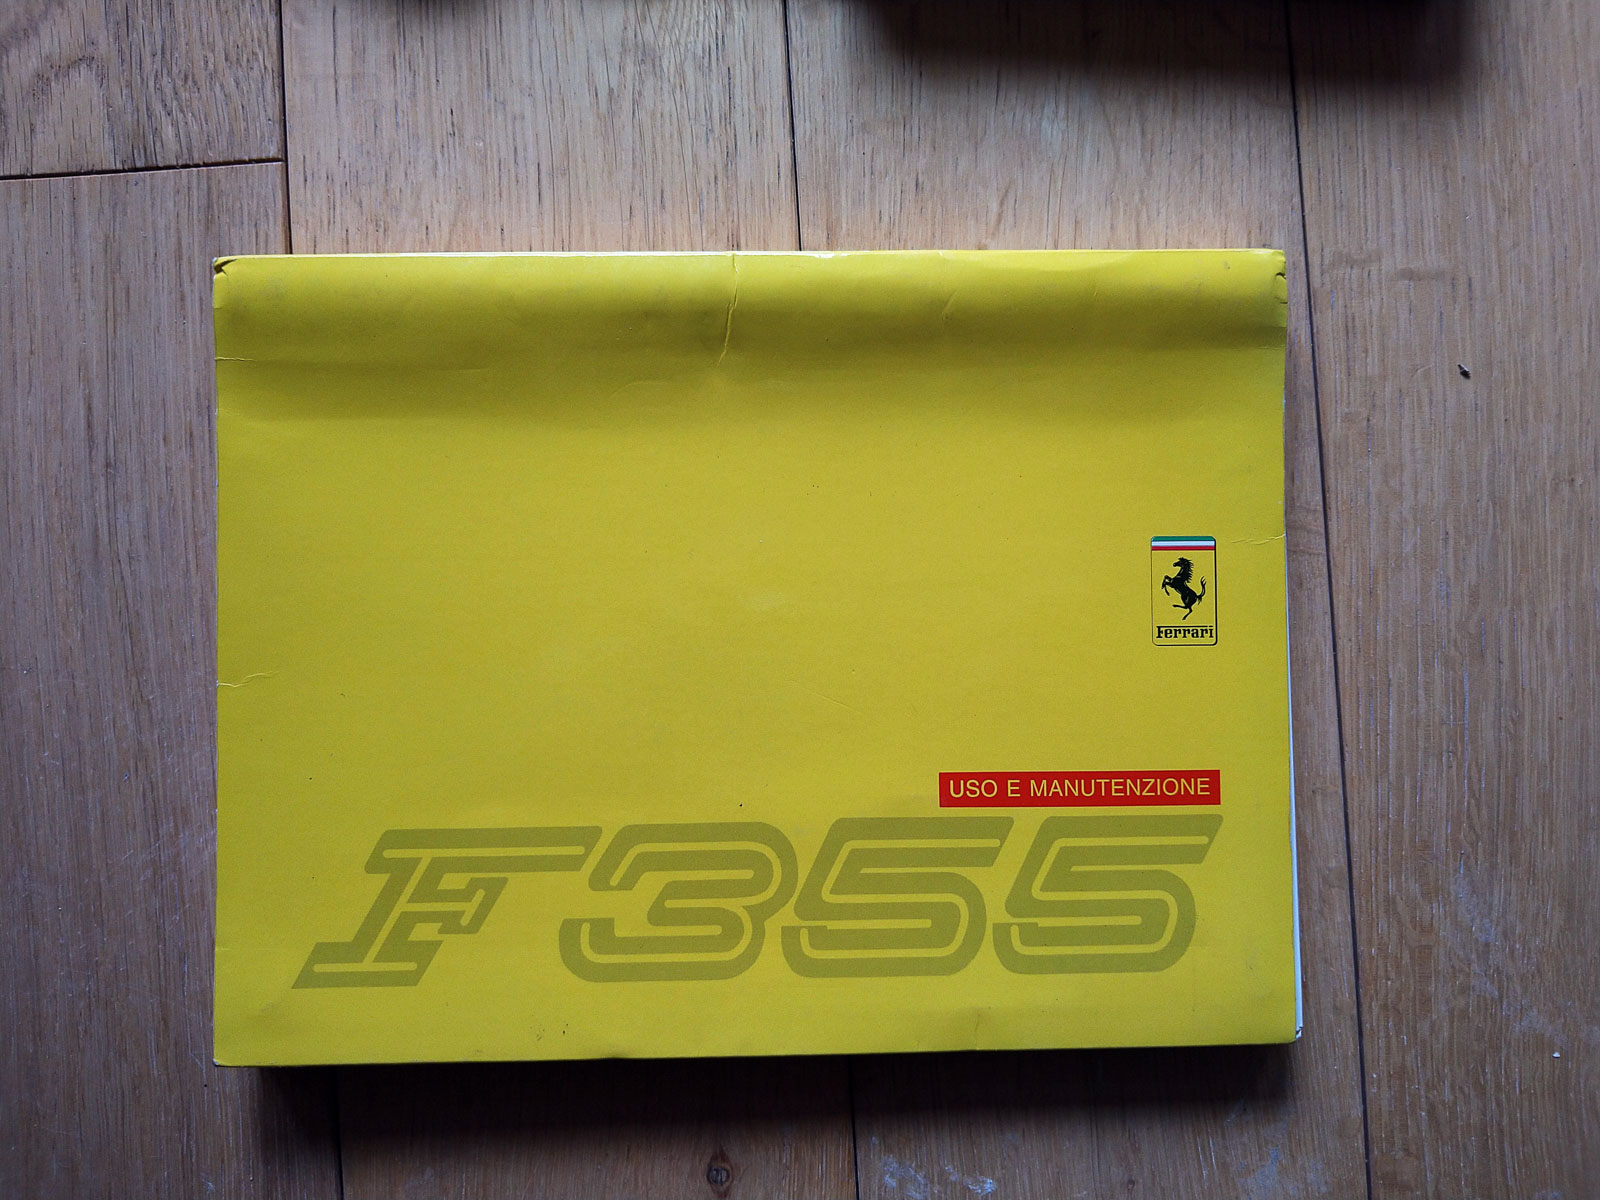 Ferrari
USO E MANUTENZIONE
F355